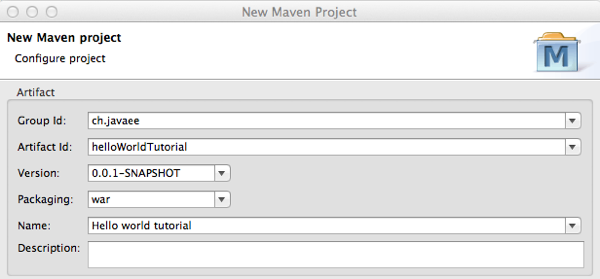 New Maven Project
New Maven project
Configure project
M
Artifact
Group Id: ch.javaee
Artifact Id: helloWorldTutorial
Version: 0.0.1-SNAPSHOT
Packaging: war
Name: Hello world tutorial
Description: